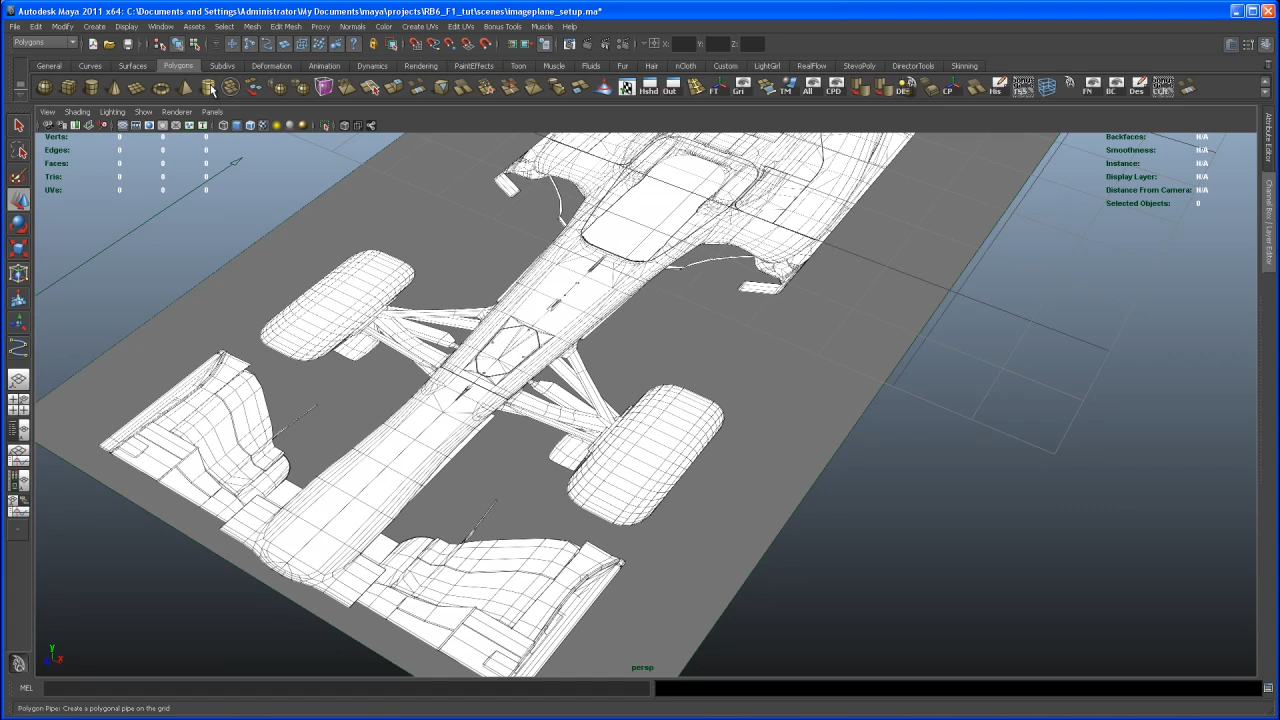 Autodesk Maya 2011 x64: C:\Documents and Settings\Administrator\My Documents\maya\projects\RB6_F1_tut\scenes\imageplane_setup.ma*
File Edit Modify Create Display Window Assets Select Mesh Edit Mesh Proxy Normals Color Create UVs Edit UVs Bonus Tools Muscle Help
Polygons X: Y: Z:
General Curves Surfaces Polygons Subdivs Deformation Animation Dynamics Rendering PaintEffects Toon Muscle Fluids Fur Hair nCloth Custom LightGrl RealFlow StevoPoly DirectorTools Skinning
Hshd Out FT Grt TM All CPD DE CP His FN BC Des
View Shading Lighting Show Renderer Panels
Verts: 0 0 0
Edges: 0 0 0
Faces: 0 0 0
Tris: 0 0 0
UVs: 0 0 0
Backfaces: N/A
Smoothness: N/A
Instance: N/A
Display Layer: N/A
Distance From Camera: N/A
Selected Objects: 0
Attribute Editor
Channel Box / Layer Editor
y
x
persp
MEL
Polygon Pipe: Create a polygonal pipe on the grid